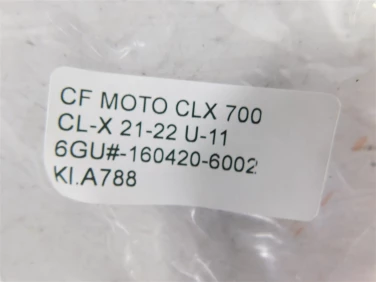 CF MOTO CLX 700
CL-X 21-22 U-11
6GU#-160420-6002
KI.A788